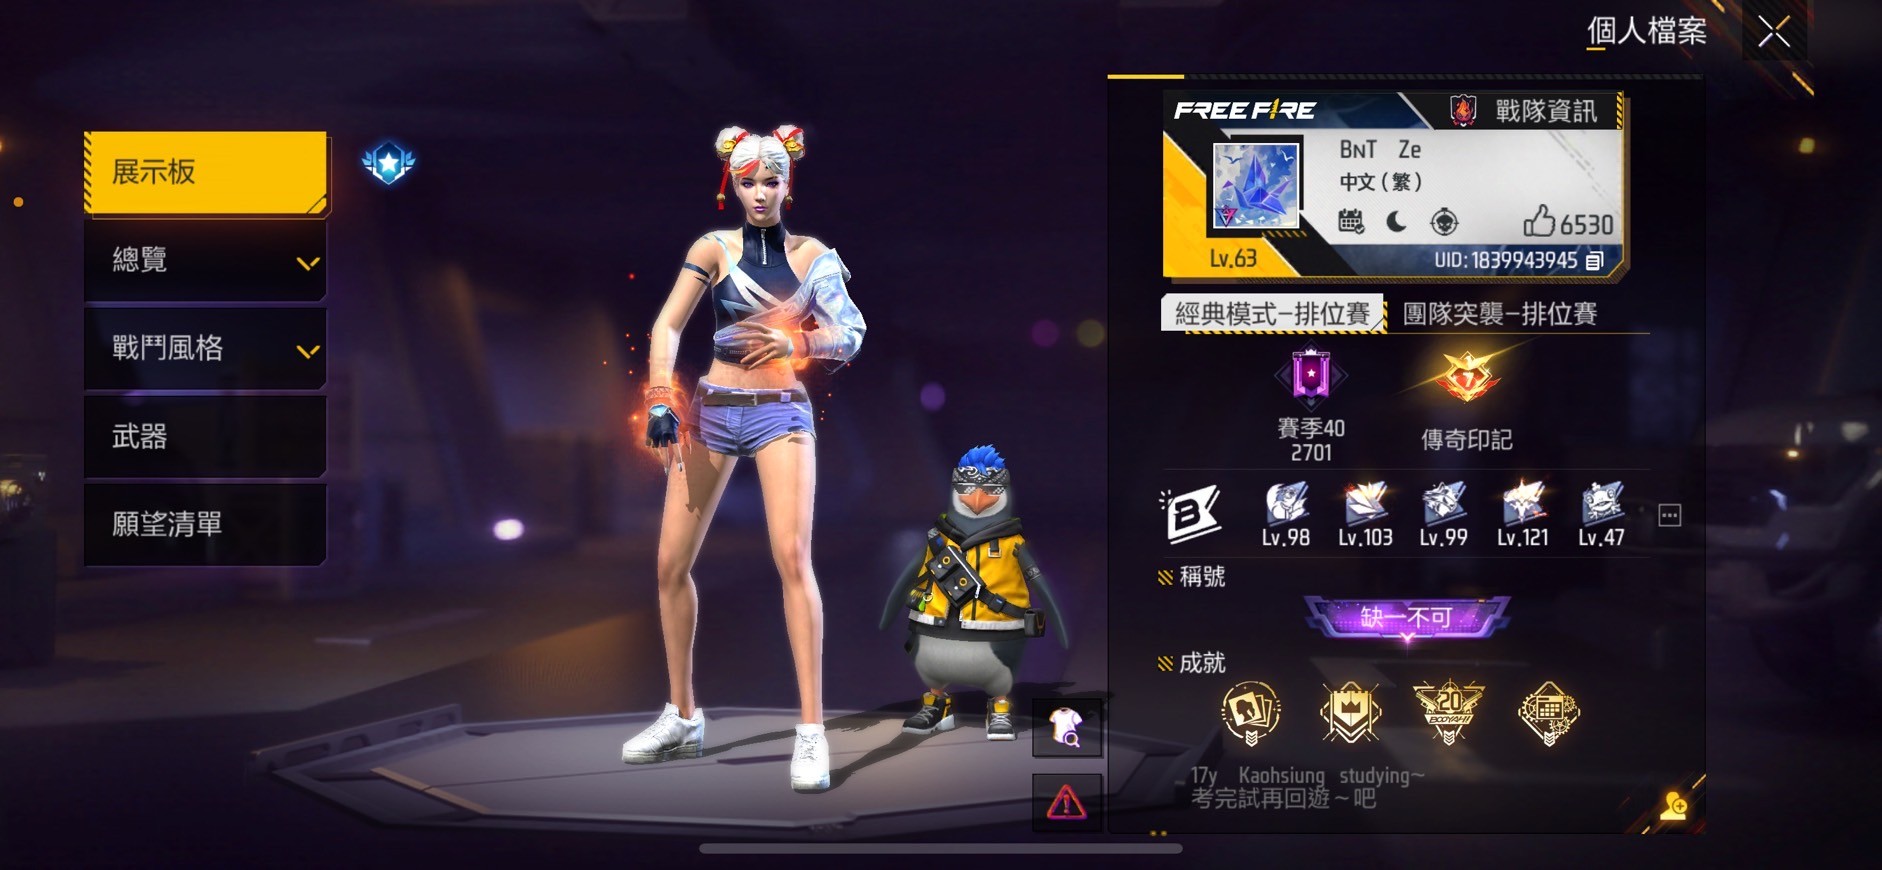 個人檔案
展示板
總覽
戰鬥風格
武器
願望清單
FREE FIRE
戰隊資訊
BNT Ze
中文(繁)
6530
Lv.63
UID:1839943945
經典模式-排位賽
團隊突襲-排位賽
賽季40
2701
傳奇印記
Lv.98 Lv.103 Lv.99 Lv.121 Lv.47
稱號
缺一不可
成就
20
BOOYAH!
17y Kaohsiung studying~
考完試再回遊~吧